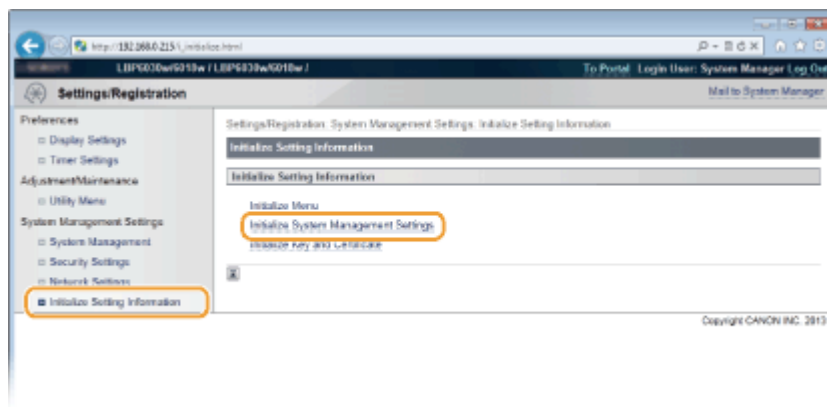 http://192.168.0.215/_initialize.html
LBP6030w/6018w / LBP6030w/6018w /
To Portal Login User: System Manager Log Out
Settings/Registration
Mail to System Manager
Preferences
Display Settings
Timer Settings
Adjustment/Maintenance
Utility Menu
System Management Settings
System Management
Security Settings
Network Settings
Initialize Setting Information
Settings/Registration: System Management Settings: Initialize Setting Information
Initialize Setting Information
Initialize Setting Information
Initialize Menu
Initialize System Management Settings
Initialize Key and Certificate
Copyright CANON INC. 2013